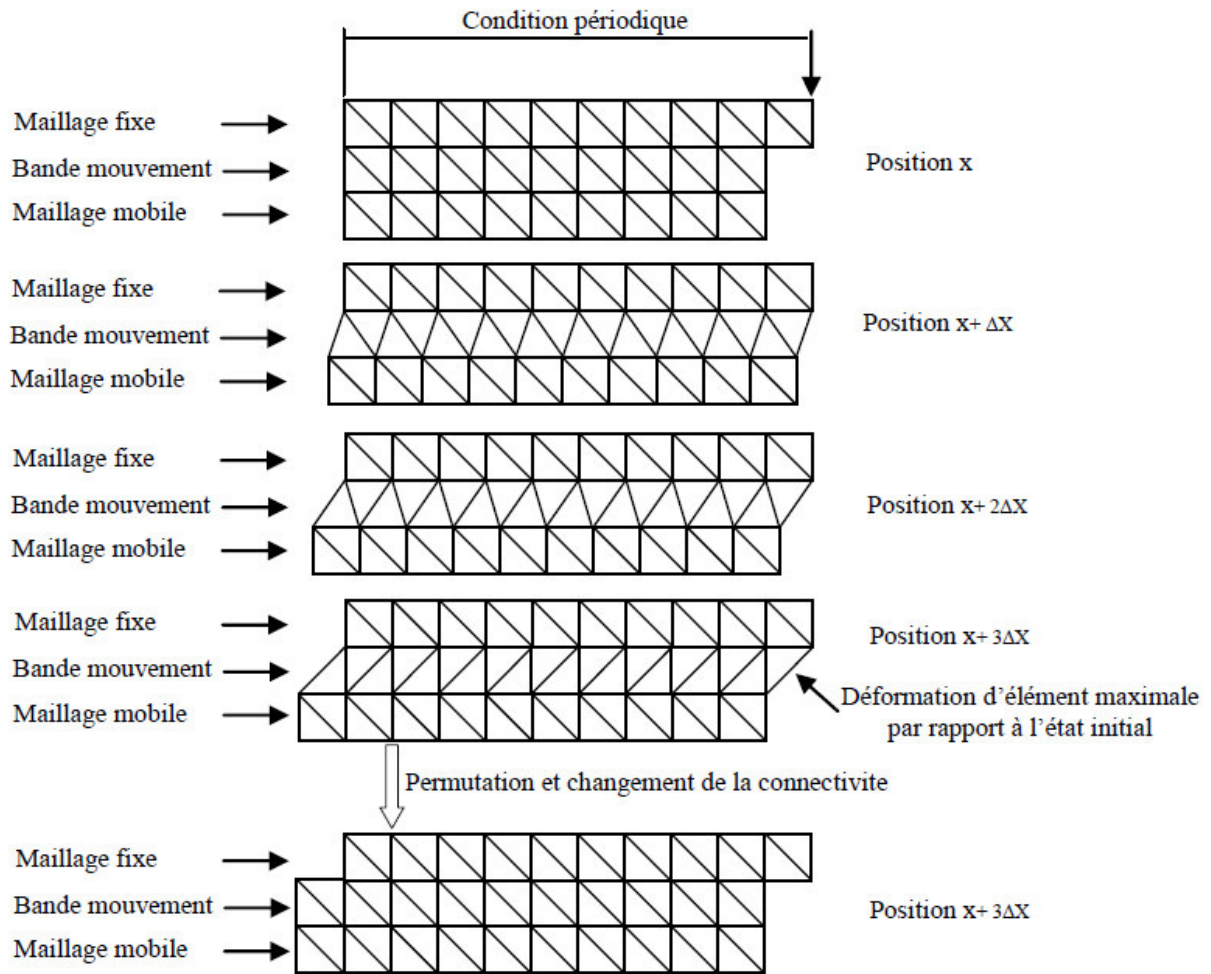 Condition périodique
Maillage fixe
Bande mouvement
Maillage mobile
Position x
Maillage fixe
Bande mouvement
Maillage mobile
Position x+ ΔX
Maillage fixe
Bande mouvement
Maillage mobile
Position x+ 2ΔX
Maillage fixe
Bande mouvement
Maillage mobile
Position x+ 3ΔX
Déformation d'élément maximale
par rapport à l'état initial
Permutation et changement de la connectivite
Maillage fixe
Bande mouvement
Maillage mobile
Position x+ 3ΔX